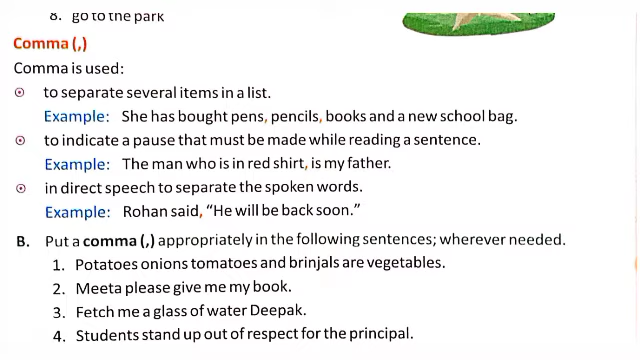 8. go to the park
Comma (,)
Comma is used:
to separate several items in a list.
Example: She has bought pens, pencils, books and a new school bag.
to indicate a pause that must be made while reading a sentence.
Example: The man who is in red shirt, is my father.
in direct speech to separate the spoken words.
Example: Rohan said, “He will be back soon.”
B. Put a comma (,) appropriately in the following sentences; wherever needed.
1. Potatoes onions tomatoes and brinjals are vegetables.
2. Meeta please give me my book.
3. Fetch me a glass of water Deepak.
4. Students stand up out of respect for the principal.